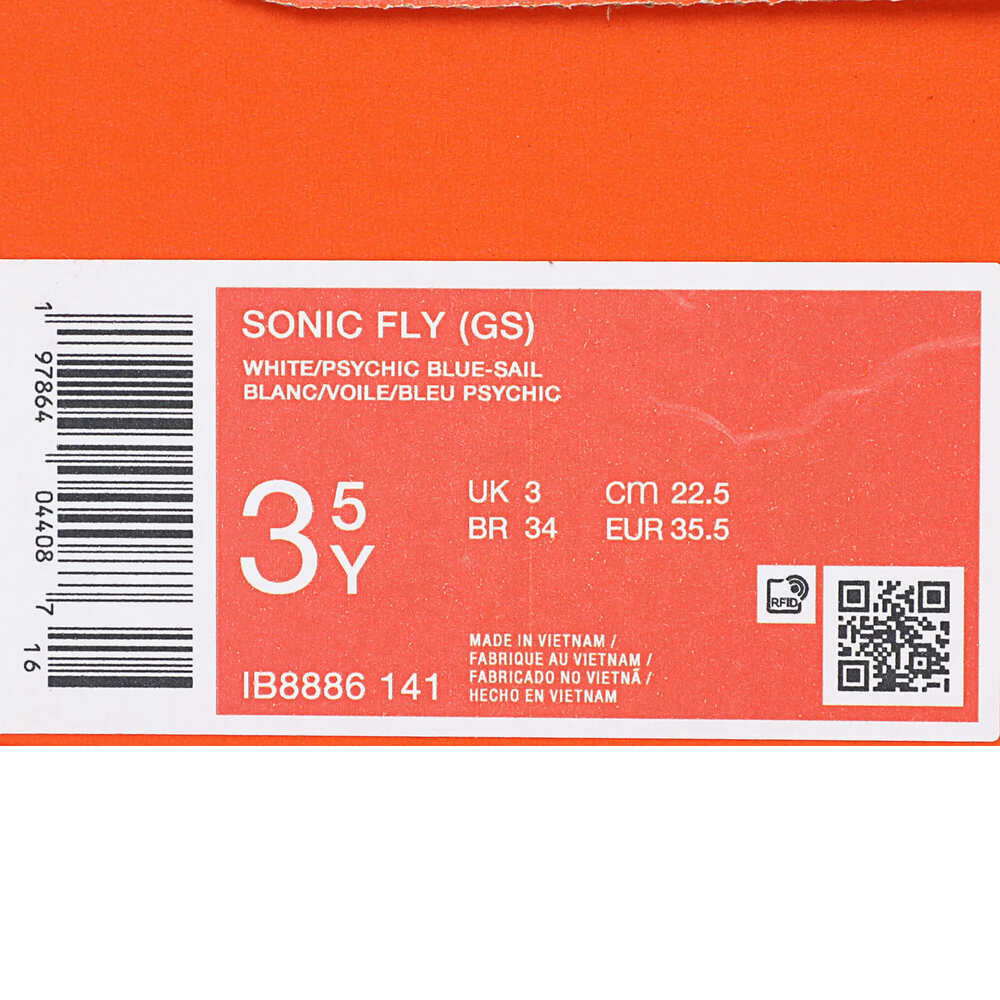 SONIC FLY (GS)
WHITE/PSYCHIC BLUE-SAIL
BLANC/VOILE/BLEU PSYCHIC
3 5 Y
UK 3 cm 22.5
BR 34 EUR 35.5
IB8886 141
MADE IN VIETNAM /
FABRIQUE AU VIETNAM /
FABRICADO NO VIETNÃ /
HECHO EN VIETNAM
RFID
1 97864 04408 7 16